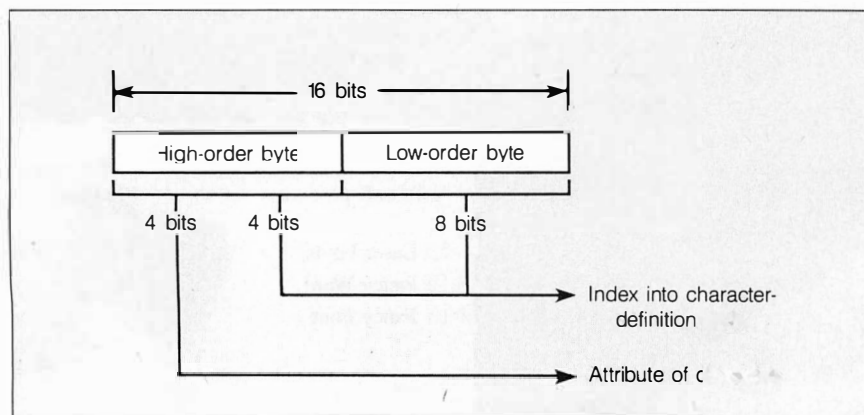 16 bits
High-order byte Low-order byte
4 bits 4 bits 8 bits
Index into character-
definition
Attribute of